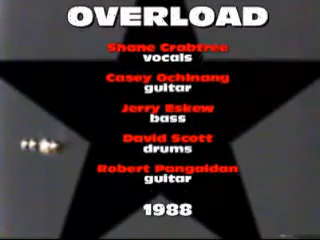 OVERLOAD
Shane Crabtree
vocals
Casey Ochinang
guitar
Jerry Eskew
bass
David Scott
drums
Robert Pangaidan
guitar
1988